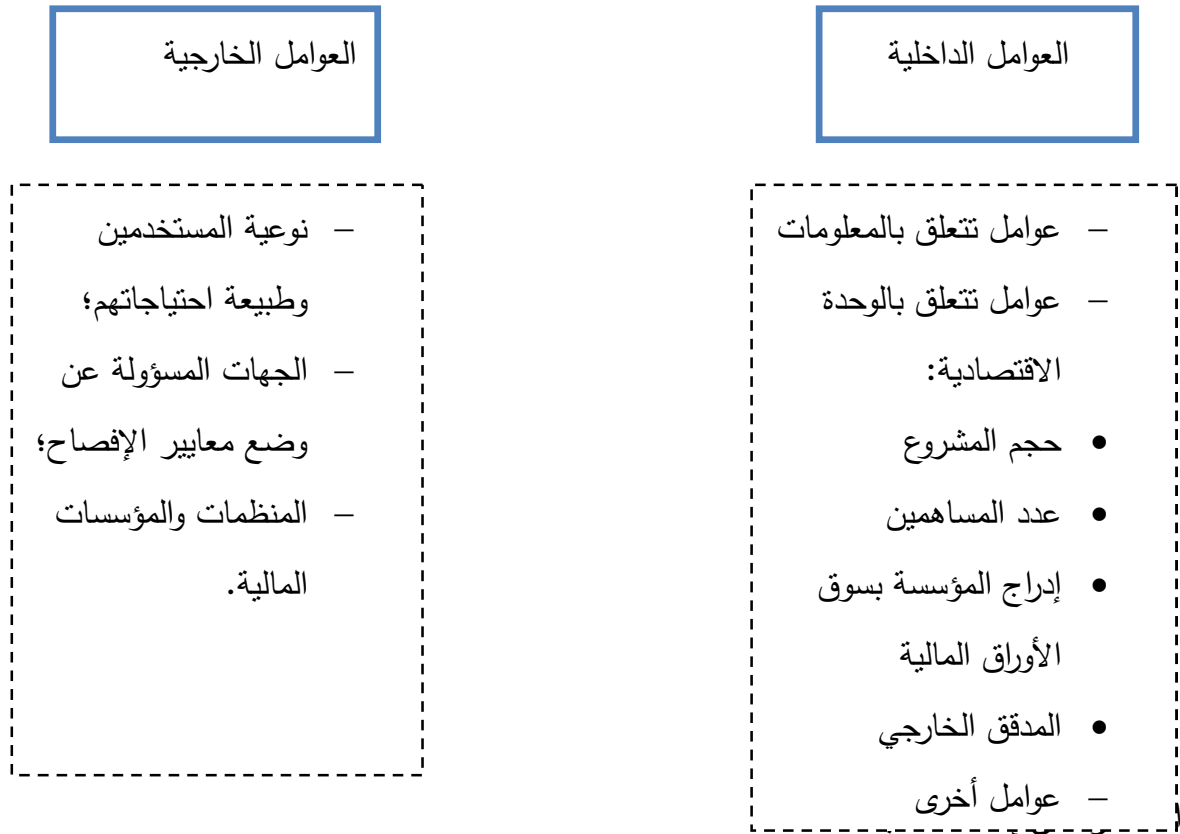 العوامل الداخلية
– عوامل تتعلق بالمعلومات
– عوامل تتعلق بالوحدة
الاقتصادية:
• حجم المشروع
• عدد المساهمين
• إدراج المؤسسة بسوق
الأوراق المالية
• المدقق الخارجي
– عوامل أخرى
العوامل الخارجية
– نوعية المستخدمين
وطبيعة احتياجاتهم؛
– الجهات المسؤولة عن
وضع معايير الإفصاح؛
– المنظمات والمؤسسات
المالية.